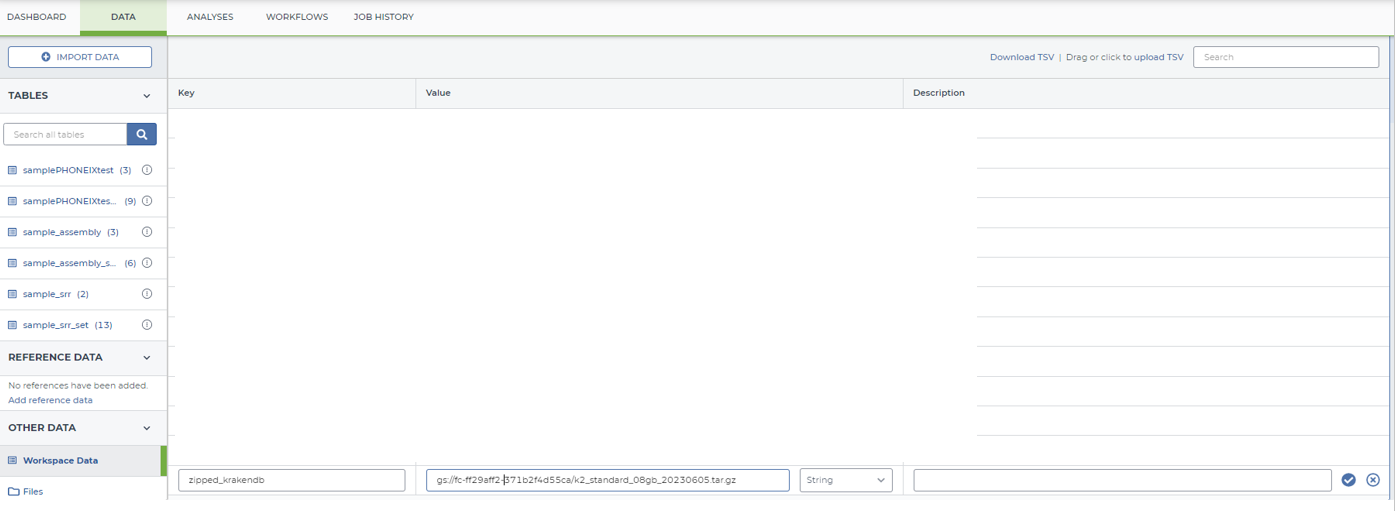 DASHBOARD DATA ANALYSES WORKFLOWS JOB HISTORY
IMPORT DATA
Download TSV | Drag or click to upload TSV
Search
TABLES
Key Value Description
Search all tables
samplePHONEIXtest (3)
samplePHONEIXtes... (9)
sample_assembly (3)
sample_assembly_s... (6)
sample_srr (2)
sample_srr_set (13)
REFERENCE DATA
No references have been added.
Add reference data
OTHER DATA
Workspace Data
zipped_krakendb gs://fc-ff29aff2-371b2f4d55ca/k2_standard_08gb_20230605.tar.gz String
Files